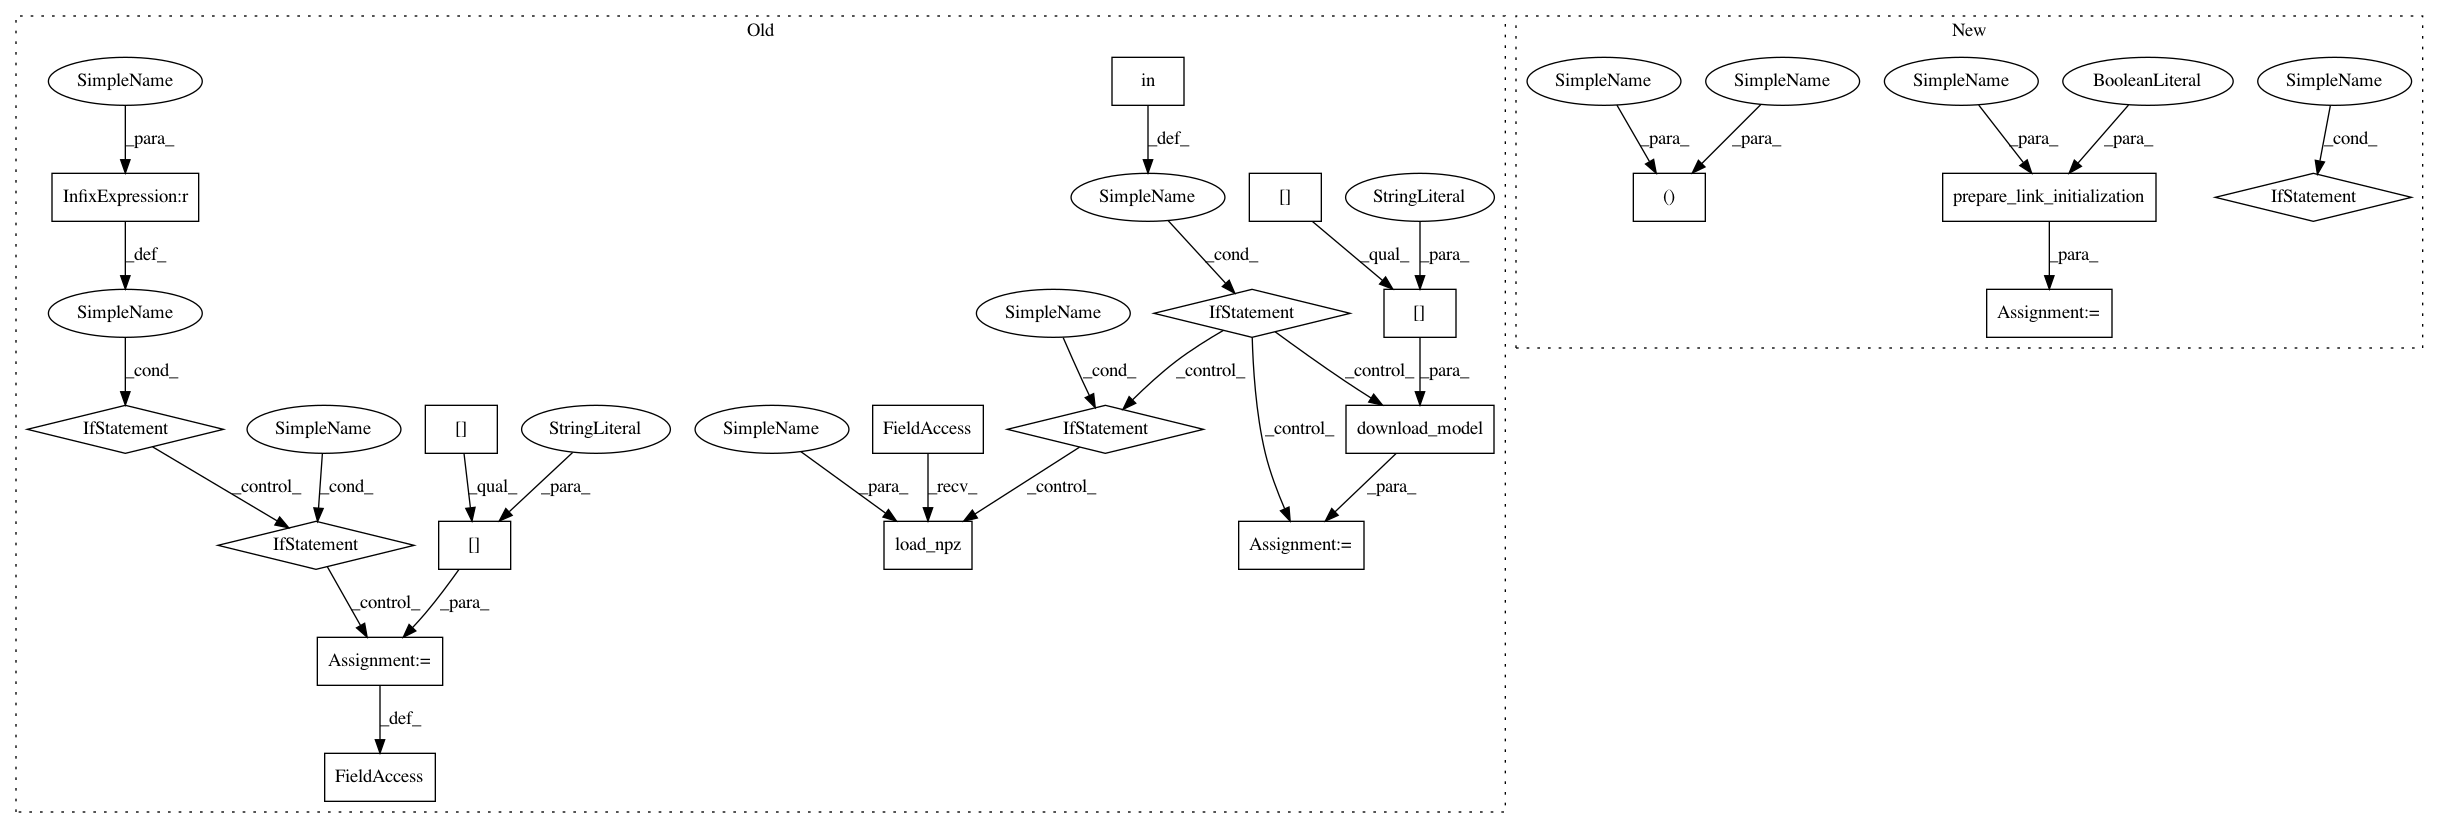 Old
New
SimpleName
in
SimpleName
SimpleName
SimpleName
BooleanLiteral
SimpleName
_para_
_def_
_para_
_para_
_para_
_para_
_cond_
InfixExpression:r
SimpleName
[]
StringLiteral
()
prepare_link_initialization
IfStatement
_def_
_cond_
_qual_
_para_
_para_
SimpleName
SimpleName
IfStatement
[]
Assignment:=
_cond_
_cond_
_control_
_control_
_para_
IfStatement
SimpleName
[]
StringLiteral
SimpleName
FieldAccess
IfStatement
_control_
download_model
_control_
_cond_
_qual_
_para_
_para_
_recv_
_control_
_para_
IfStatement
[]
load_npz
Assignment:=
_control_
_para_
Assignment:=
_def_
FieldAccess